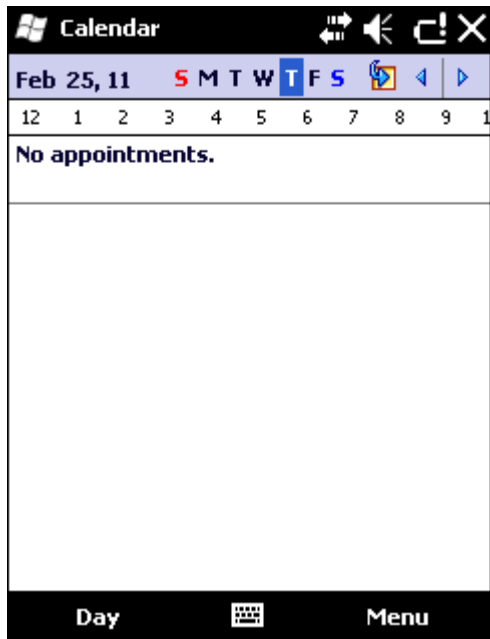 Calendar
Feb 25, 11 S M T W T F S
12 1 2 3 4 5 6 7 8 9 1
No appointments.
Day Menu